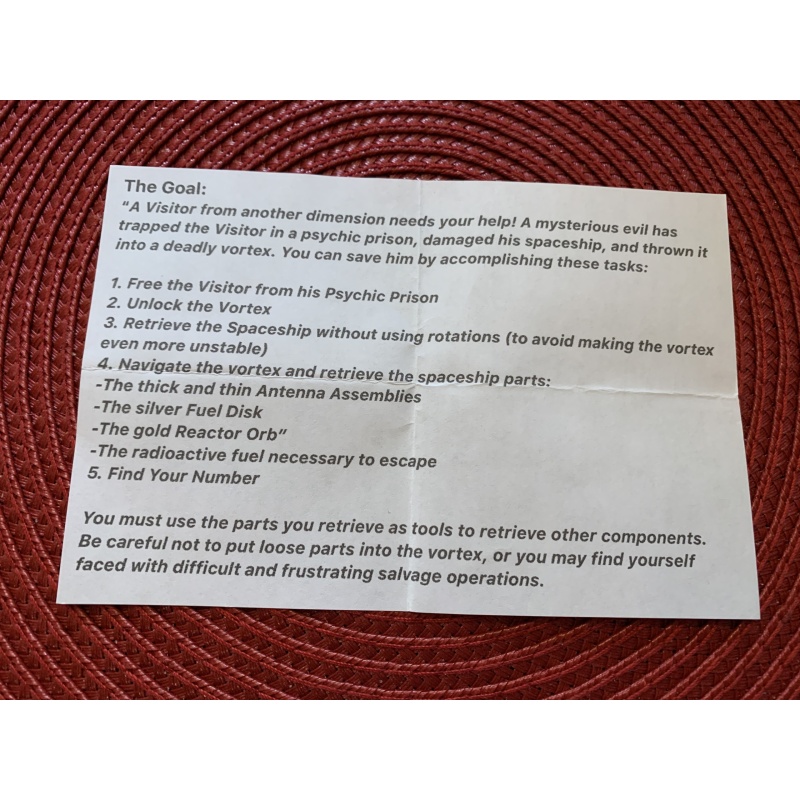 The Goal:
"A Visitor from another dimension needs your help! A mysterious evil has
trapped the Visitor in a psychic prison, damaged his spaceship, and thrown it
into a deadly vortex. You can save him by accomplishing these tasks:
1. Free the Visitor from his Psychic Prison
2. Unlock the Vortex
3. Retrieve the Spaceship without using rotations (to avoid making the vortex
even more unstable)
4. Navigate the vortex and retrieve the spaceship parts:
-The thick and thin Antenna Assemblies
-The silver Fuel Disk
-The gold Reactor Orb"
-The radioactive fuel necessary to escape
5. Find Your Number
You must use the parts you retrieve as tools to retrieve other components.
Be careful not to put loose parts into the vortex, or you may find yourself
faced with difficult and frustrating salvage operations.